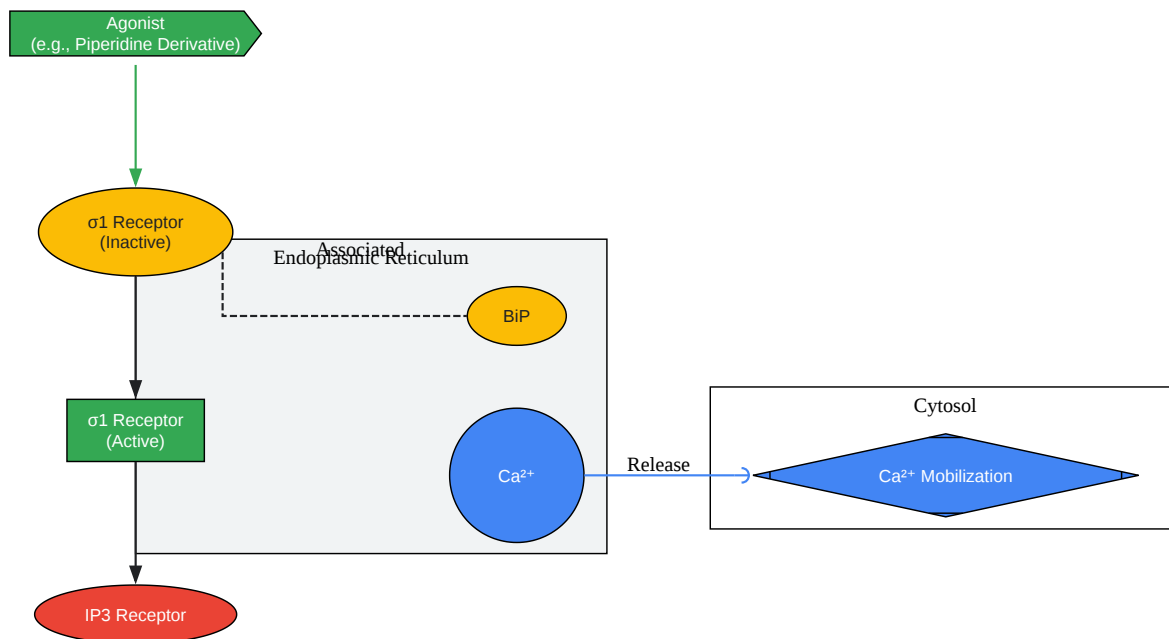 Agonist
(e.g., Piperidine Derivative)
σ1 Receptor
(Inactive)
Associated
Endoplasmic Reticulum
BiP
σ1 Receptor
(Active)
Ca²⁺
Release
Cytosol
Ca²⁺ Mobilization
IP3 Receptor